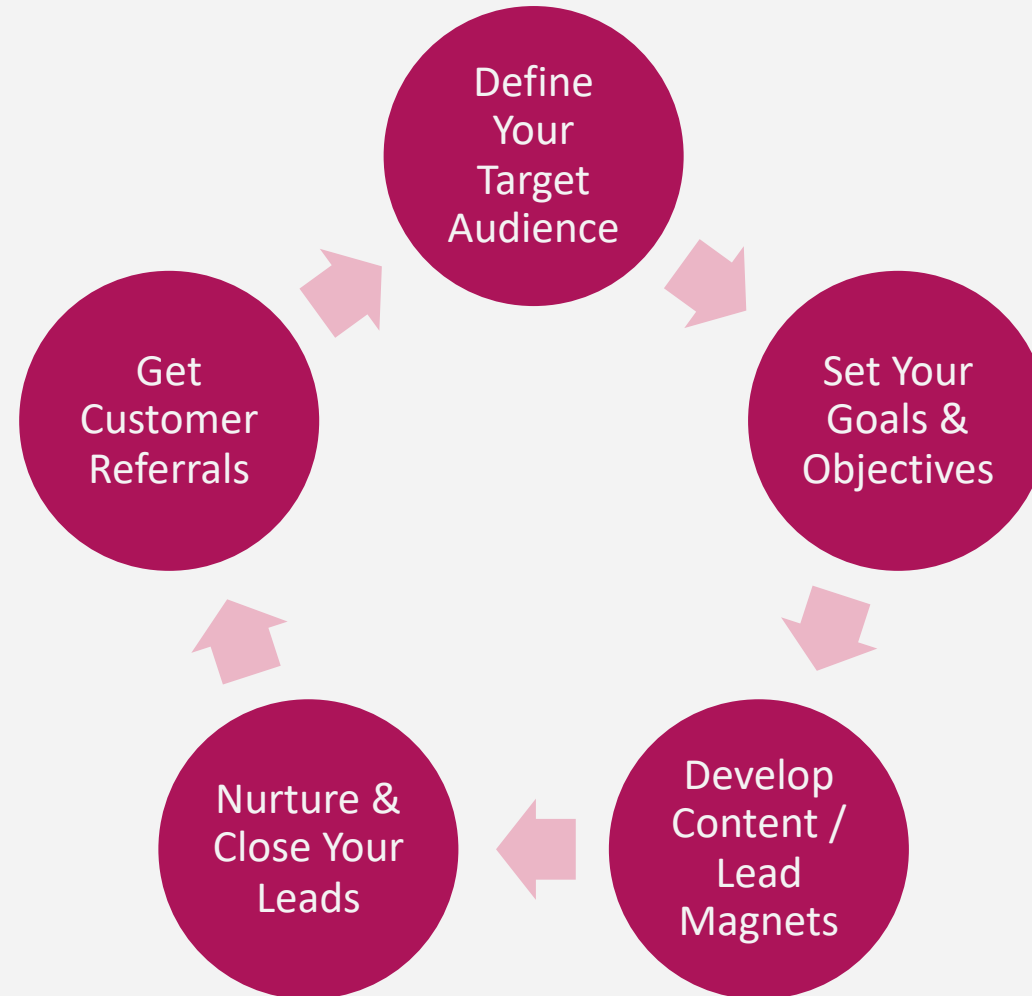 Define
Your
Target
Audience
Set Your
Goals &
Objectives
Develop
Content /
Lead
Magnets
Nurture &
Close Your
Leads
Get
Customer
Referrals